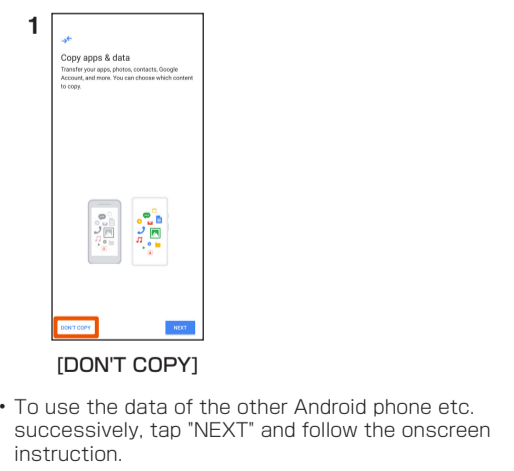 1
Copy apps & data
Transfer your apps, photos, contacts, Google
Account, and more. You can choose which content
to copy.
DON'T COPY
NEXT
[DON'T COPY]
• To use the data of the other Android phone etc.
successively, tap "NEXT" and follow the onscreen
instruction.